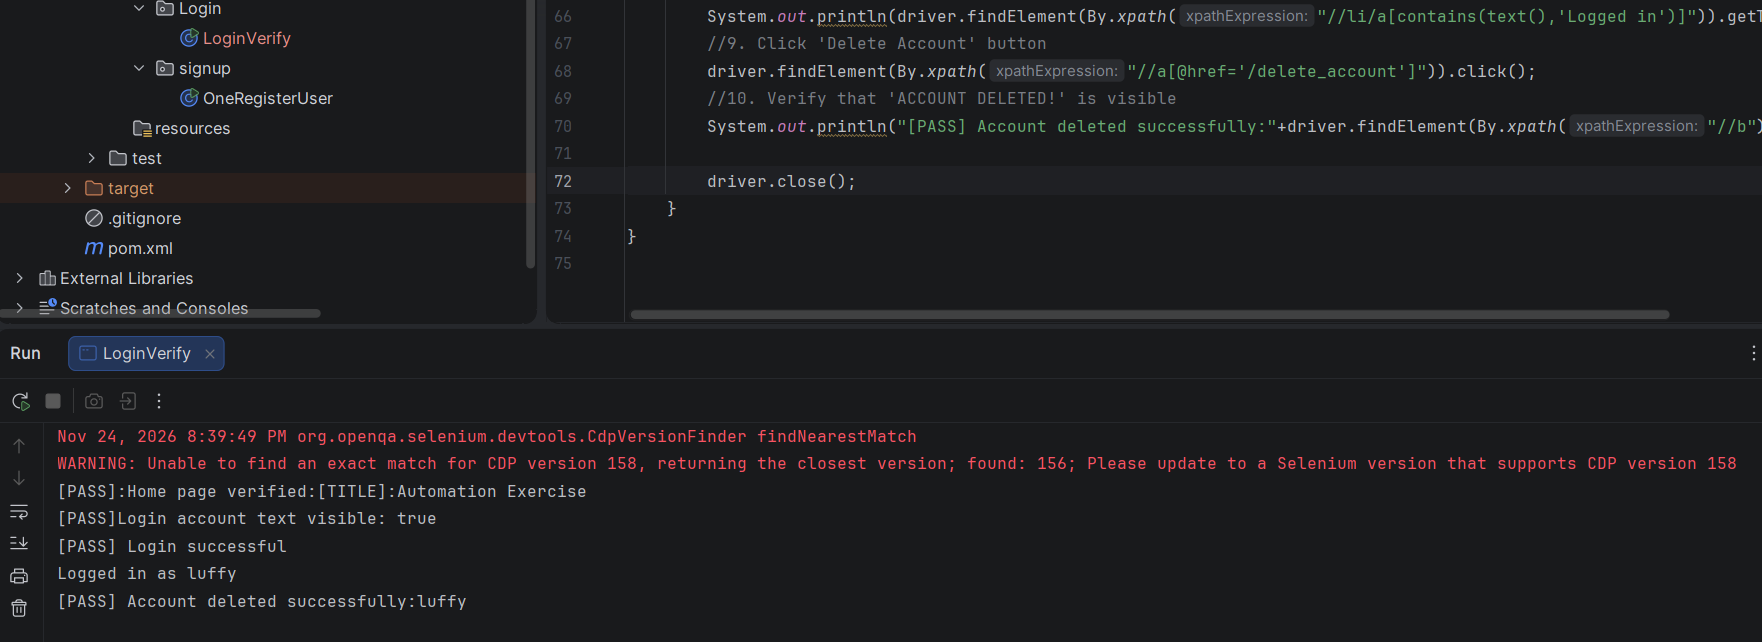 Login
LoginVerify
signup
OneRegisterUser
resources
test
target
.gitignore
m pom.xml
External Libraries
Scratches and Consoles
66 System.out.println(driver.findElement(By.xpath( xpathExpression: "//li/a[contains(text(),'Logged in')]")).get
67 //9. Click 'Delete Account' button
68 driver.findElement(By.xpath( xpathExpression: "//a[@href='/delete_account']")).click();
69 //10. Verify that 'ACCOUNT DELETED!' is visible
70 System.out.println("[PASS] Account deleted successfully:"+driver.findElement(By.xpath( xpathExpression: "//b")
71
72 driver.close();
73 }
74 }
75
Run LoginVerify
Nov 24, 2026 8:39:49 PM org.openqa.selenium.devtools.CdpVersionFinder findNearestMatch
WARNING: Unable to find an exact match for CDP version 158, returning the closest version; found: 156; Please update to a Selenium version that supports CDP version 158
[PASS]:Home page verified:[TITLE]:Automation Exercise
[PASS]Login account text visible: true
[PASS] Login successful
Logged in as luffy
[PASS] Account deleted successfully:luffy